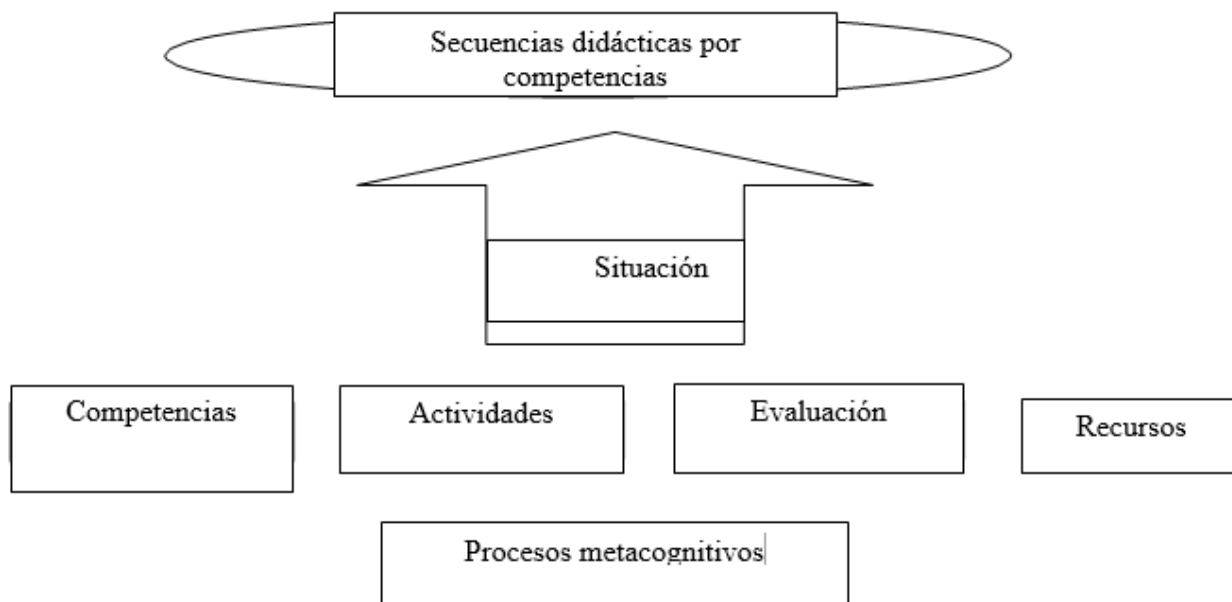 Secuencias didácticas por
competencias
Situación
Competencias
Actividades
Evaluación
Recursos
Procesos metacognitivos